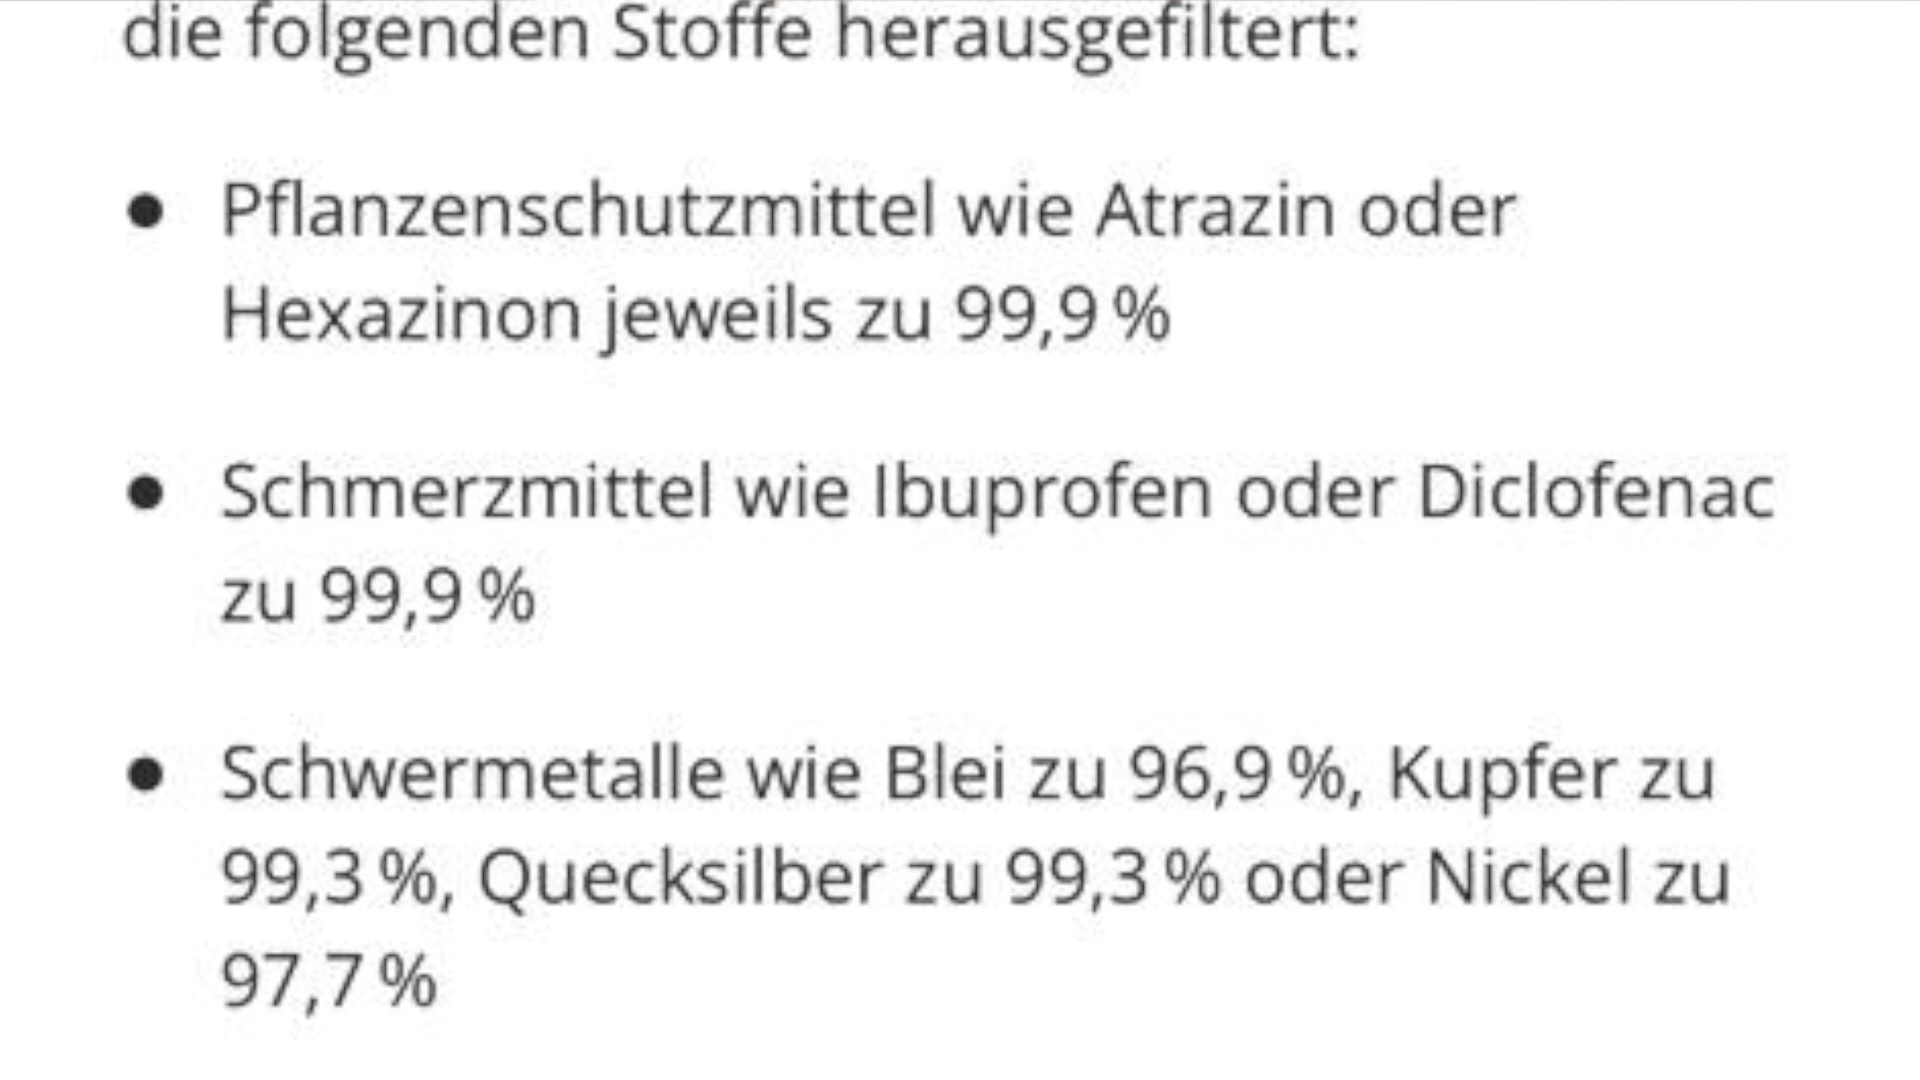 die folgenden Stoffe herausgefiltert:
● Pflanzenschutzmittel wie Atrazin oder
Hexazinon jeweils zu 99,9 %
● Schmerzmittel wie Ibuprofen oder Diclofenac
zu 99,9 %
● Schwermetalle wie Blei zu 96,9 %, Kupfer zu
99,3 %, Quecksilber zu 99,3 % oder Nickel zu
97,7 %